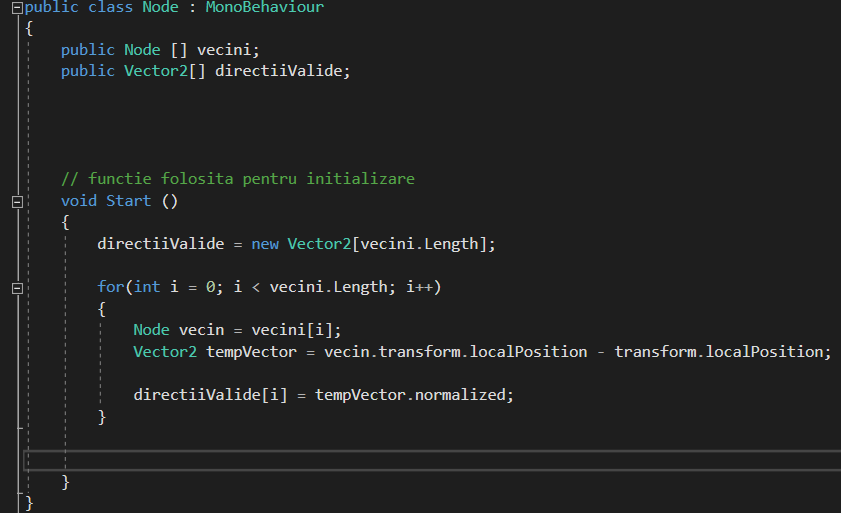 public class Node : MonoBehaviour
{
public Node [] vecini;
public Vector2[] directiiValide;
// functie folosita pentru initializare
void Start ()
{
directiiValide = new Vector2[vecini.Length];
for(int i = 0; i < vecini.Length; i++)
{
Node vecin = vecini[i];
Vector2 tempVector = vecin.transform.localPosition - transform.localPosition;
directiiValide[i] = tempVector.normalized;
}
}
}